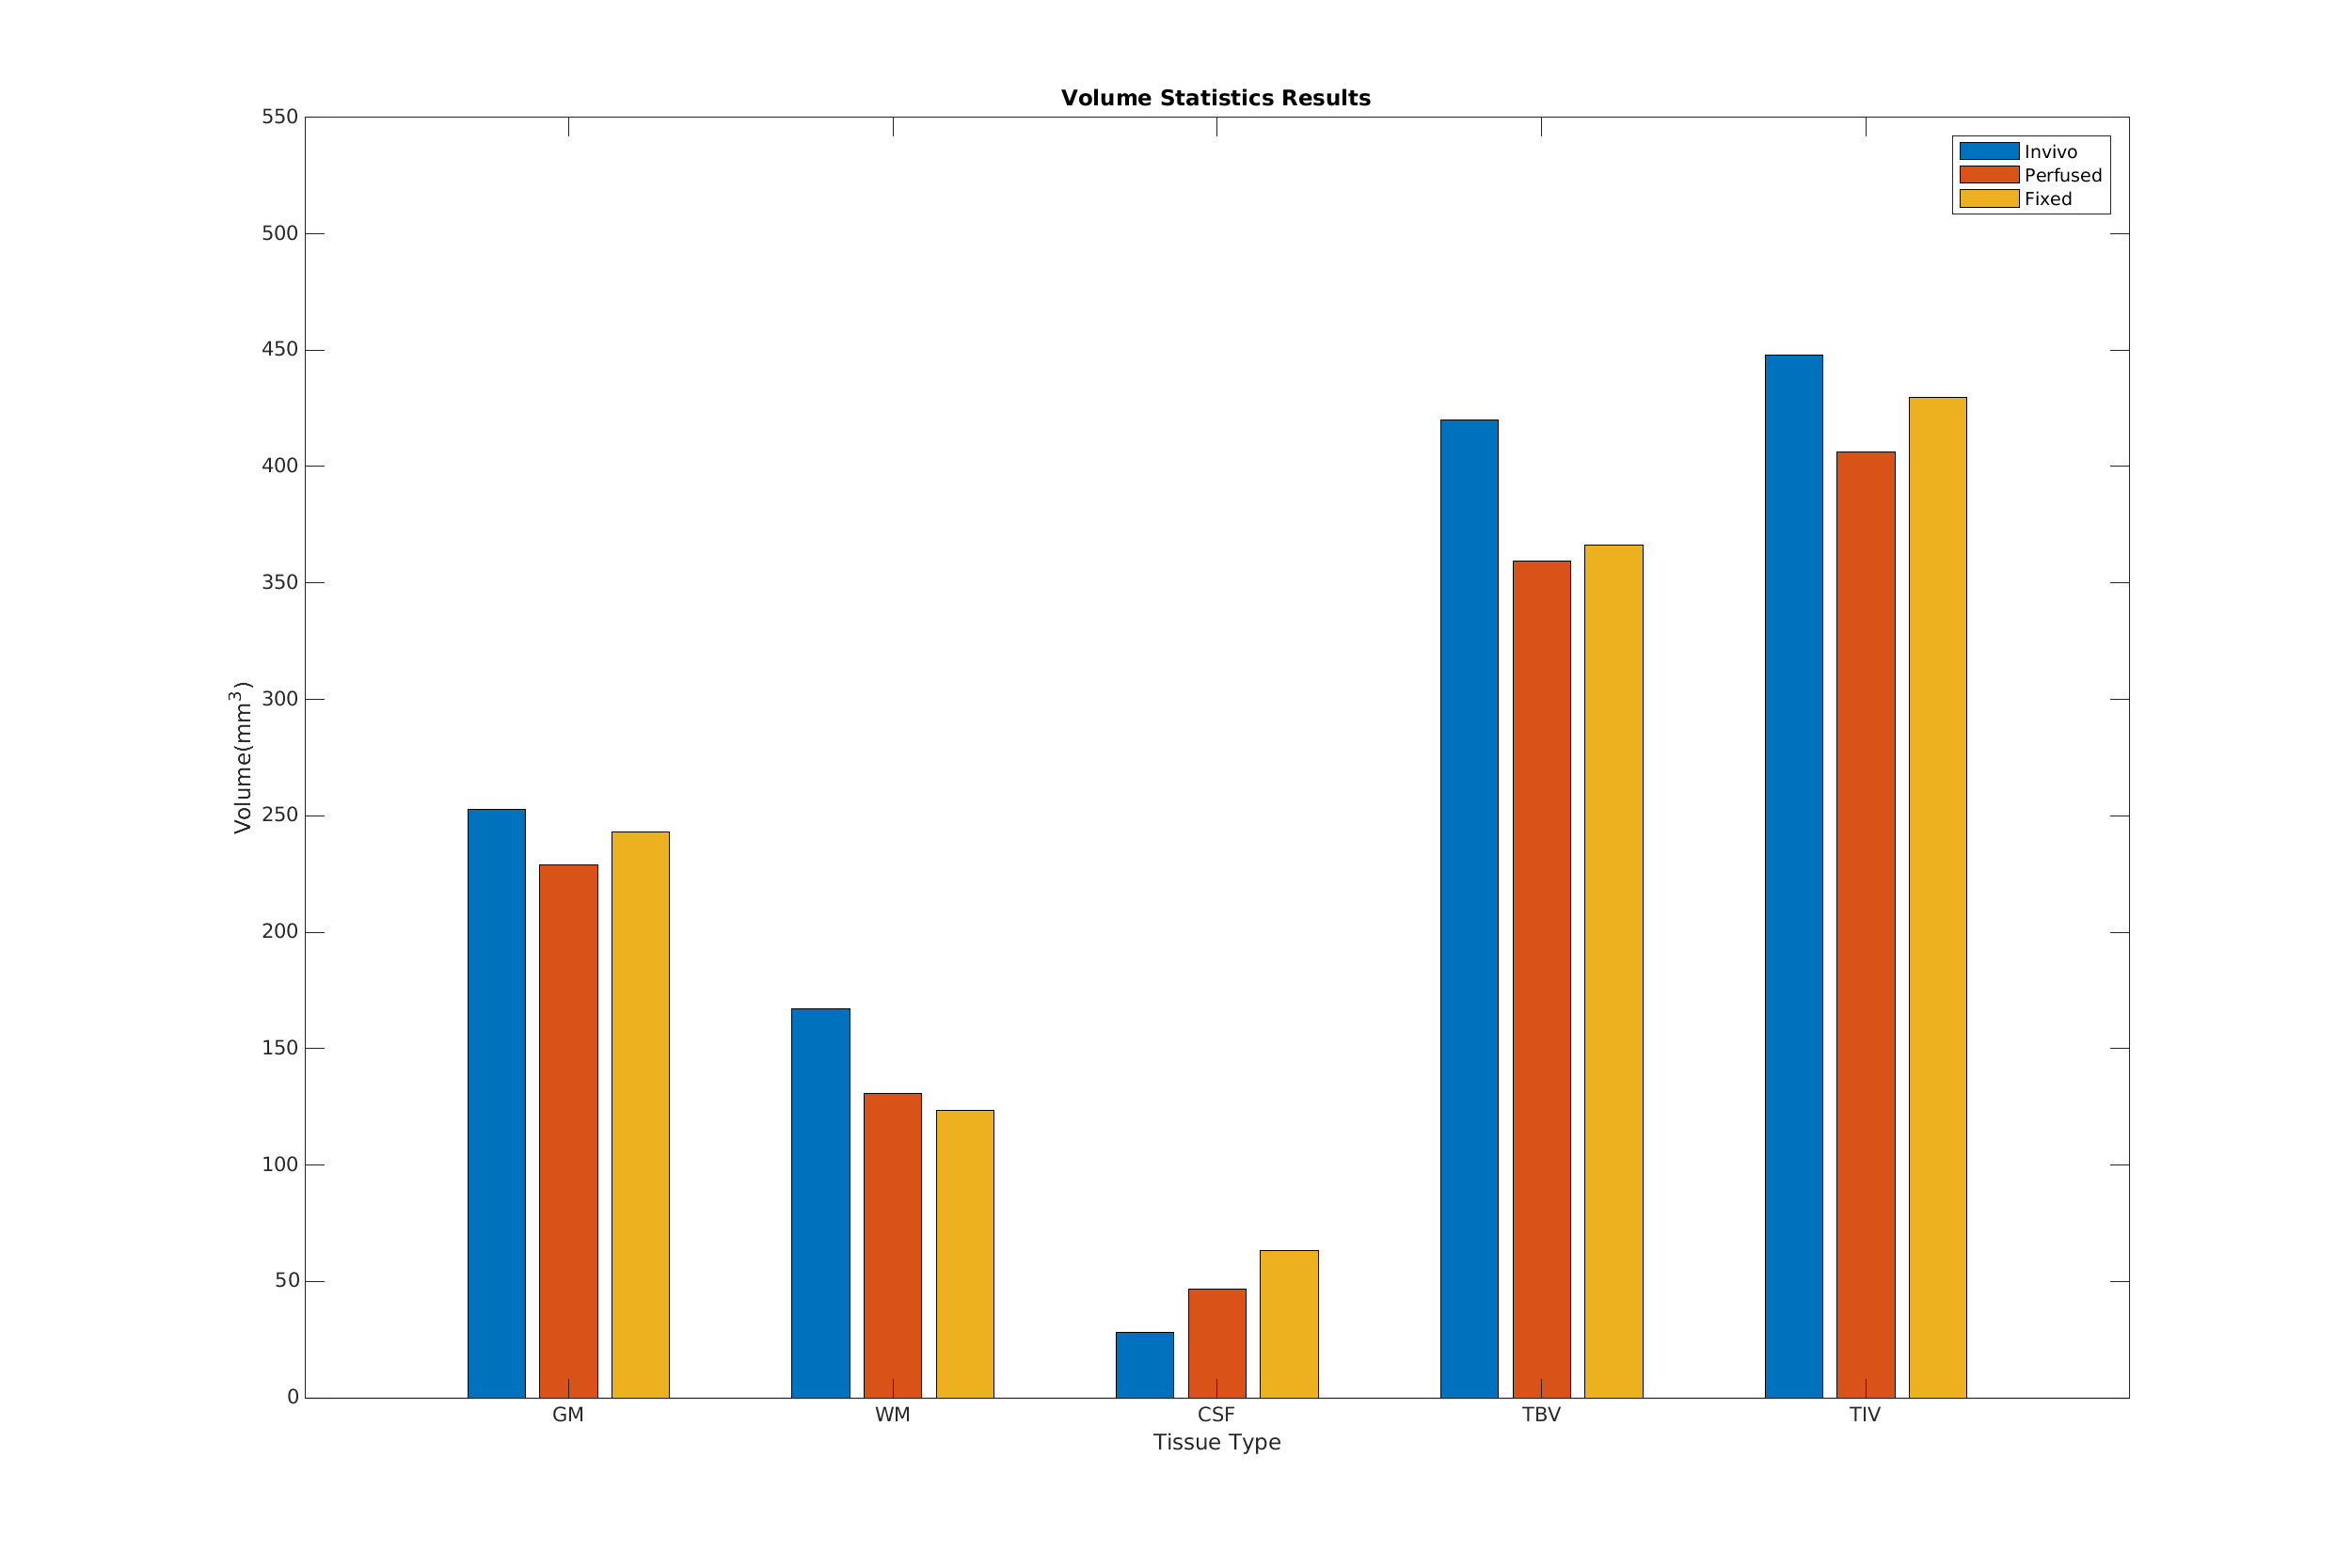 Volume Statistics Results
550
500
450
400
350
300
250
200
150
100
50
0
Volume(mm³)
Invivo
Perfused
Fixed
GM WM CSF TBV TIV
Tissue Type